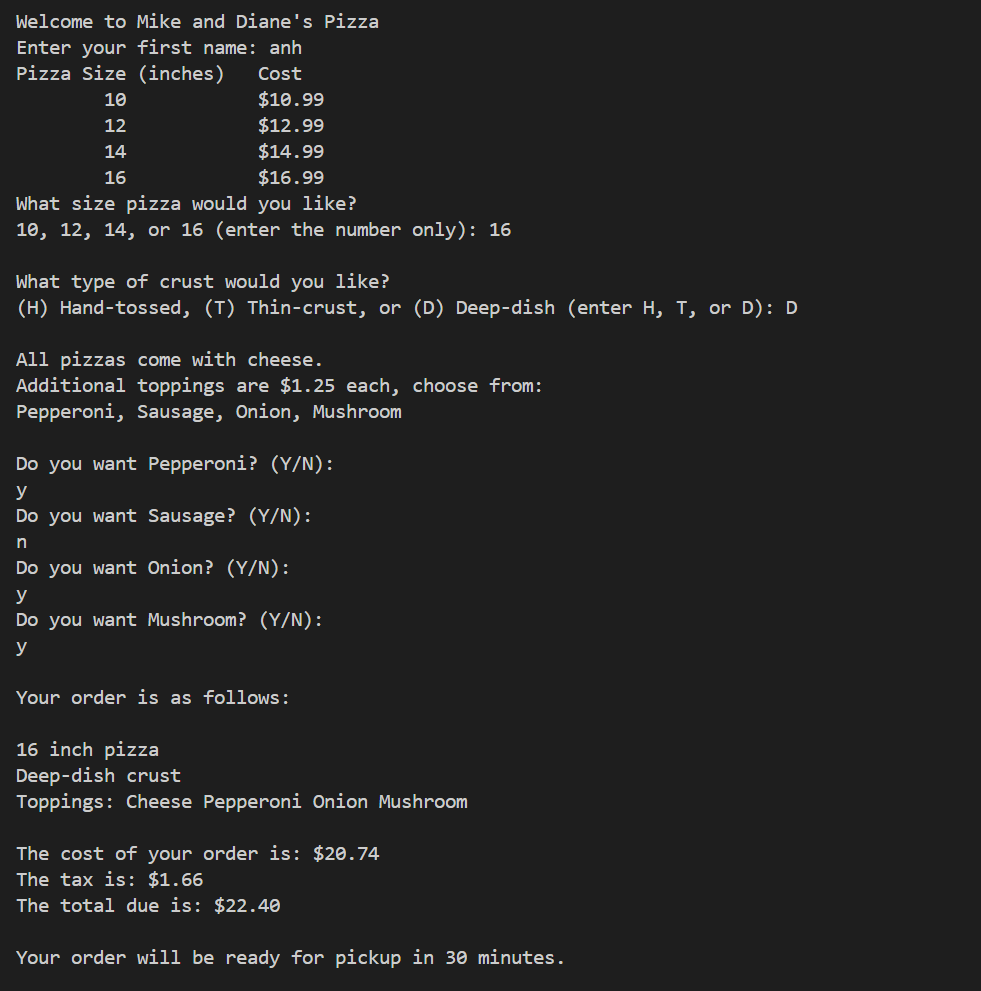 Welcome to Mike and Diane's Pizza
Enter your first name: anh
Pizza Size (inches)   Cost
        10            $10.99
        12            $12.99
        14            $14.99
        16            $16.99
What size pizza would you like?
10, 12, 14, or 16 (enter the number only): 16

What type of crust would you like?
(H) Hand-tossed, (T) Thin-crust, or (D) Deep-dish (enter H, T, or D): D

All pizzas come with cheese.
Additional toppings are $1.25 each, choose from:
Pepperoni, Sausage, Onion, Mushroom

Do you want Pepperoni? (Y/N):
y
Do you want Sausage? (Y/N):
n
Do you want Onion? (Y/N):
y
Do you want Mushroom? (Y/N):
y

Your order is as follows:

16 inch pizza
Deep-dish crust
Toppings: Cheese Pepperoni Onion Mushroom

The cost of your order is: $20.74
The tax is: $1.66
The total due is: $22.40

Your order will be ready for pickup in 30 minutes.